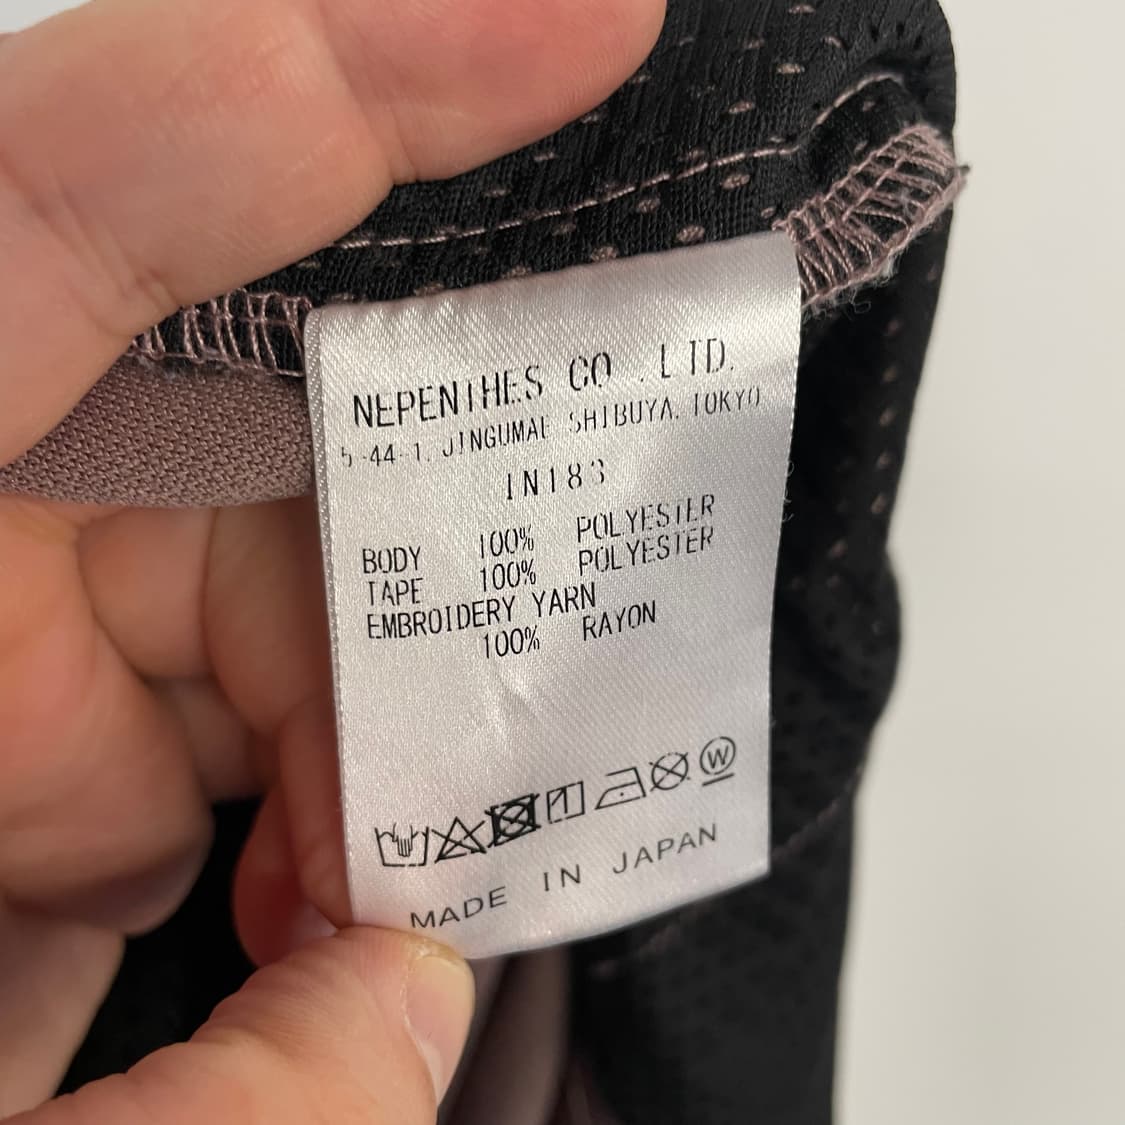 NEPENTHES CO.,LTD.
5-44-1, JINGUMAE SHIBUYA, TOKYO
IN183
BODY 100% POLYESTER
TAPE 100% POLYESTER
EMBROIDERY YARN
100% RAYON
W
MADE IN JAPAN